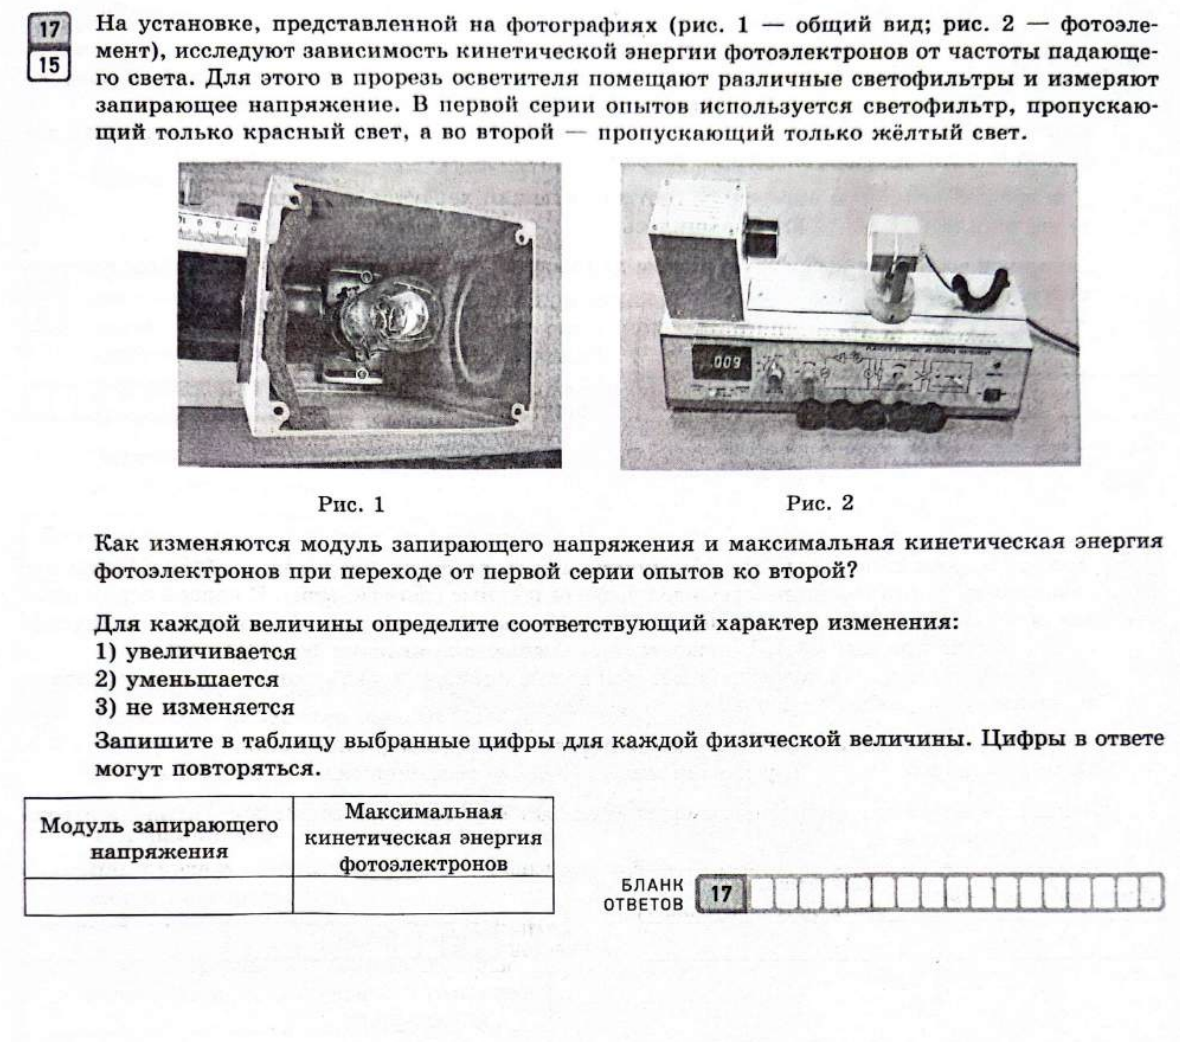 17
15
На установке, представленной на фотографиях (рис. 1 — общий вид; рис. 2 — фотоэле-
мент), исследуют зависимость кинетической энергии фотоэлектронов от частоты падающе-
го света. Для этого в прорезь осветителя помещают различные светофильтры и измеряют
запирающее напряжение. В первой серии опытов используется светофильтр, пропускаю-
щий только красный свет, а во второй — пропускающий только жёлтый свет.
.009
Рис. 1
Рис. 2
Как изменяются модуль запирающего напряжения и максимальная кинетическая энергия
фотоэлектронов при переходе от первой серии опытов ко второй?
Для каждой величины определите соответствующий характер изменения:
1) увеличивается
2) уменьшается
3) не изменяется
Запишите в таблицу выбранные цифры для каждой физической величины. Цифры в ответе
могут повторяться.
Модуль запирающего
напряжения
Максимальная
кинетическая энергия
фотоэлектронов
БЛАНК
ОТВЕТОВ
17